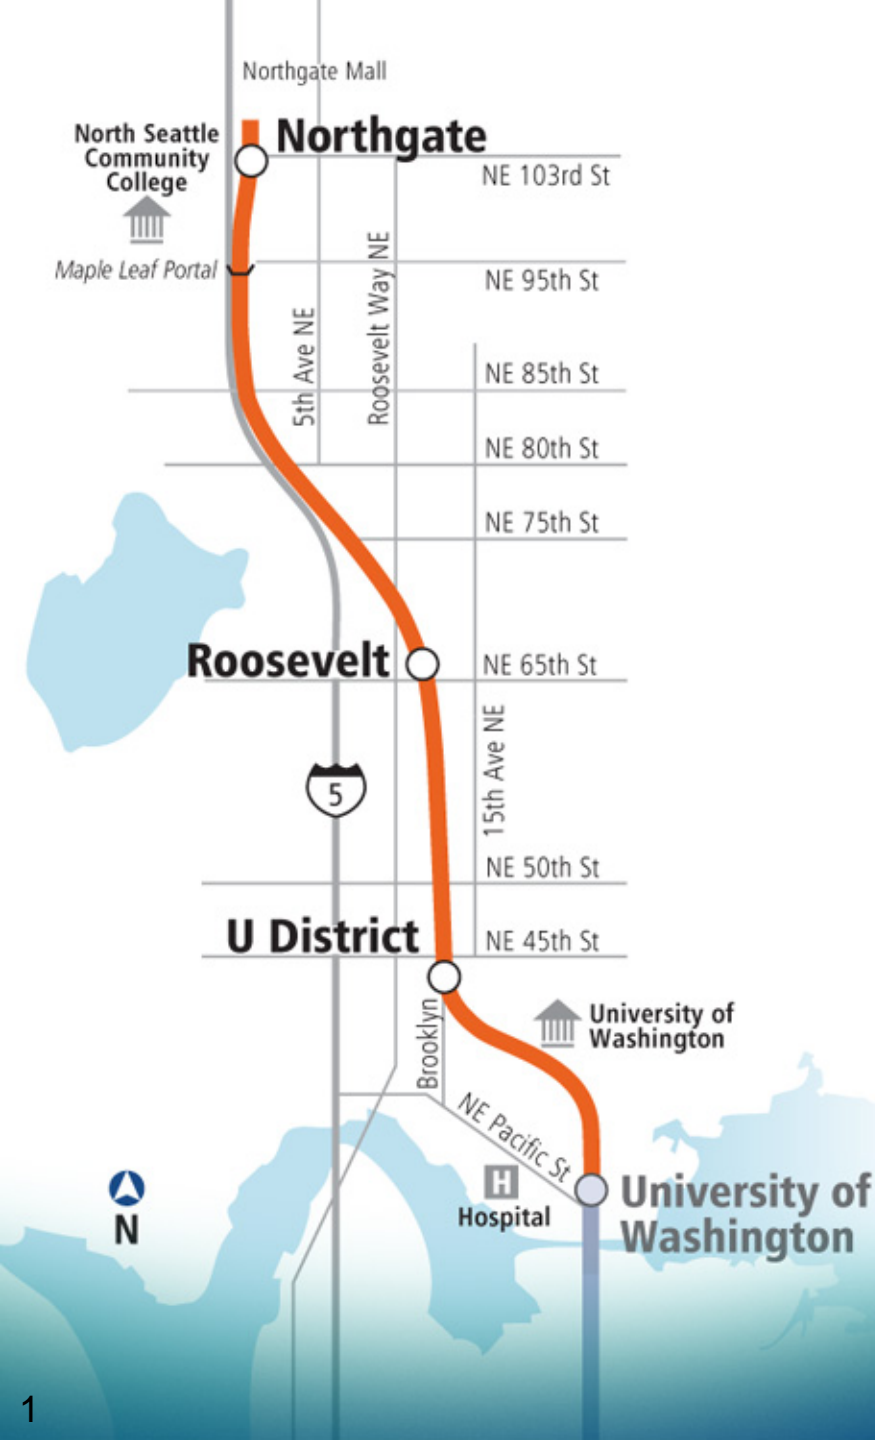 Northgate Mall
North Seattle
Community
College
Northgate
NE 103rd St
Maple Leaf Portal
Roosevelt Way NE
NE 95th St
5th Ave NE
NE 85th St
NE 80th St
NE 75th St
Roosevelt
NE 65th St
15th Ave NE
5
NE 50th St
U District
NE 45th St
Brooklyn
University of
Washington
NE Pacific St
H
Hospital
University of
Washington
N
1